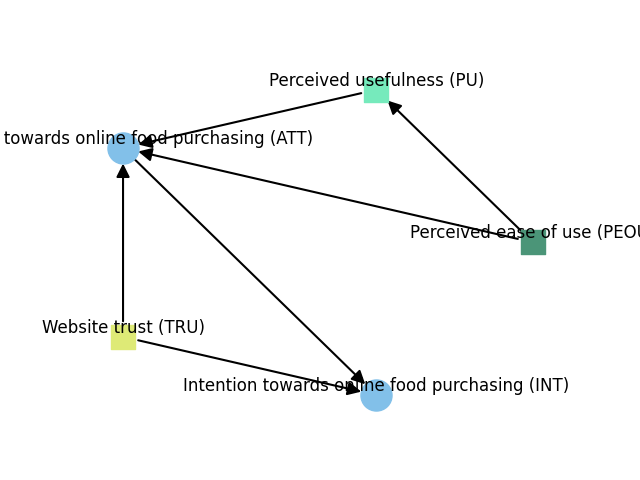 Perceived usefulness (PU)
towards online food purchasing (ATT)
Perceived ease of use (PEOU
Website trust (TRU)
Intention towards online food purchasing (INT)